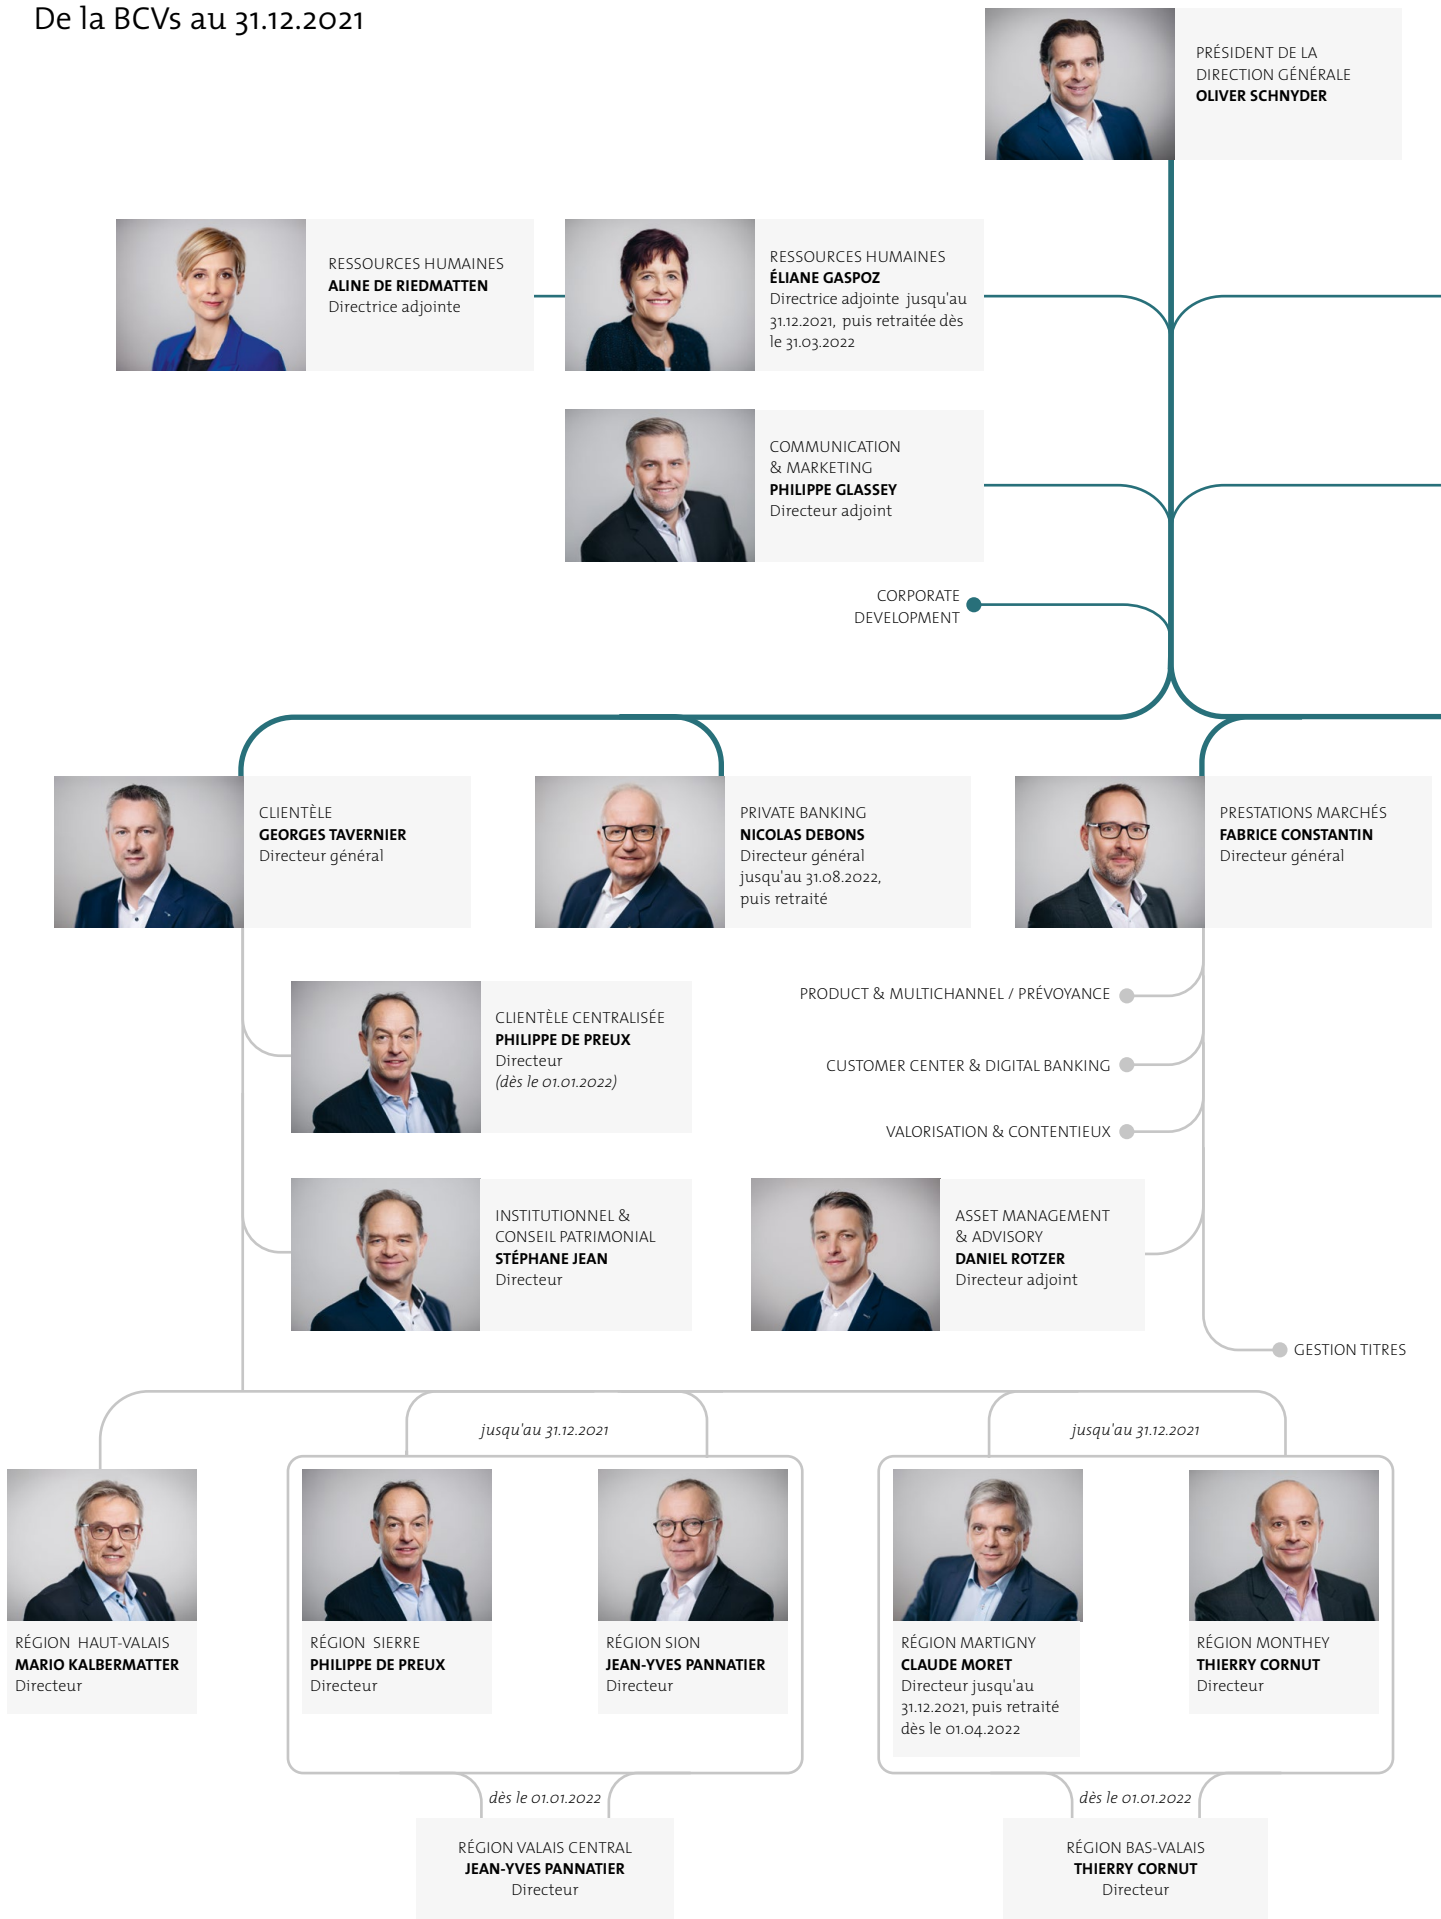 De la BCVs au 31.12.2021
PRÉSIDENT DE LA
DIRECTION GÉNÉRALE
OLIVER SCHNYDER
RESSOURCES HUMAINES
ALINE DE RIEDMATTEN
Directrice adjointe
RESSOURCES HUMAINES
ÉLIANE GASPOZ
Directrice adjointe jusqu'au
31.12.2021, puis retraitée dès
le 31.03.2022
COMMUNICATION
& MARKETING
PHILIPPE GLASSEY
Directeur adjoint
CORPORATE
DEVELOPMENT
CLIENTÈLE
GEORGES TAVERNIER
Directeur général
PRIVATE BANKING
NICOLAS DEBONS
Directeur général
jusqu'au 31.08.2022,
puis retraité
PRESTATIONS MARCHÉS
FABRICE CONSTANTIN
Directeur général
CLIENTÈLE CENTRALISÉE
PHILIPPE DE PREUX
Directeur
(dès le 01.01.2022)
PRODUCT & MULTICHANNEL / PRÉVOYANCE
CUSTOMER CENTER & DIGITAL BANKING
VALORISATION & CONTENTIEUX
INSTITUTIONNEL &
CONSEIL PATRIMONIAL
STÉPHANE JEAN
Directeur
ASSET MANAGEMENT
& ADVISORY
DANIEL ROTZER
Directeur adjoint
GESTION TITRES
jusqu'au 31.12.2021
jusqu'au 31.12.2021
RÉGION HAUT-VALAIS
MARIO KALBERMATTER
Directeur
RÉGION SIERRE
PHILIPPE DE PREUX
Directeur
RÉGION SION
JEAN-YVES PANNATIER
Directeur
RÉGION MARTIGNY
CLAUDE MORET
Directeur jusqu'au
31.12.2021, puis retraité
dès le 01.04.2022
RÉGION MONTHEY
THIERRY CORNUT
Directeur
dès le 01.01.2022
RÉGION VALAIS CENTRAL
JEAN-YVES PANNATIER
Directeur
dès le 01.01.2022
RÉGION BAS-VALAIS
THIERRY CORNUT
Directeur